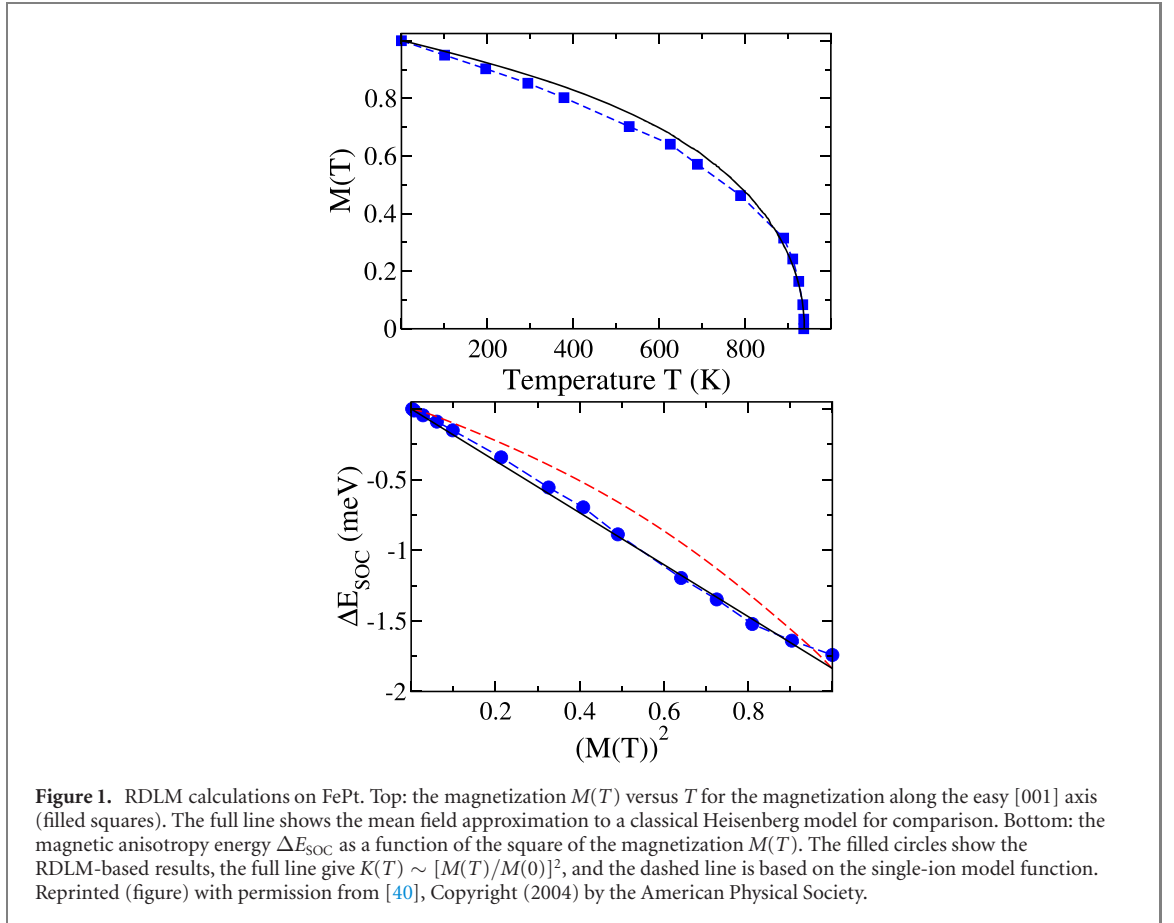 M(T)
0.8
0.6
0.4
0.2
0
200 400 600 800
Temperature T (K)
ΔE_SOC (meV)
-0.5
-1
-1.5
-2
0.2 0.4 0.6 0.8
(M(T))²
Figure 1. RDLM calculations on FePt. Top: the magnetization M(T) versus T for the magnetization along the easy [001] axis
(filled squares). The full line shows the mean field approximation to a classical Heisenberg model for comparison. Bottom: the
magnetic anisotropy energy ΔE_SOC as a function of the square of the magnetization M(T). The filled circles show the
RDLM-based results, the full line give K(T) ∼ [M(T)/M(0)]², and the dashed line is based on the single-ion model function.
Reprinted (figure) with permission from [40], Copyright (2004) by the American Physical Society.